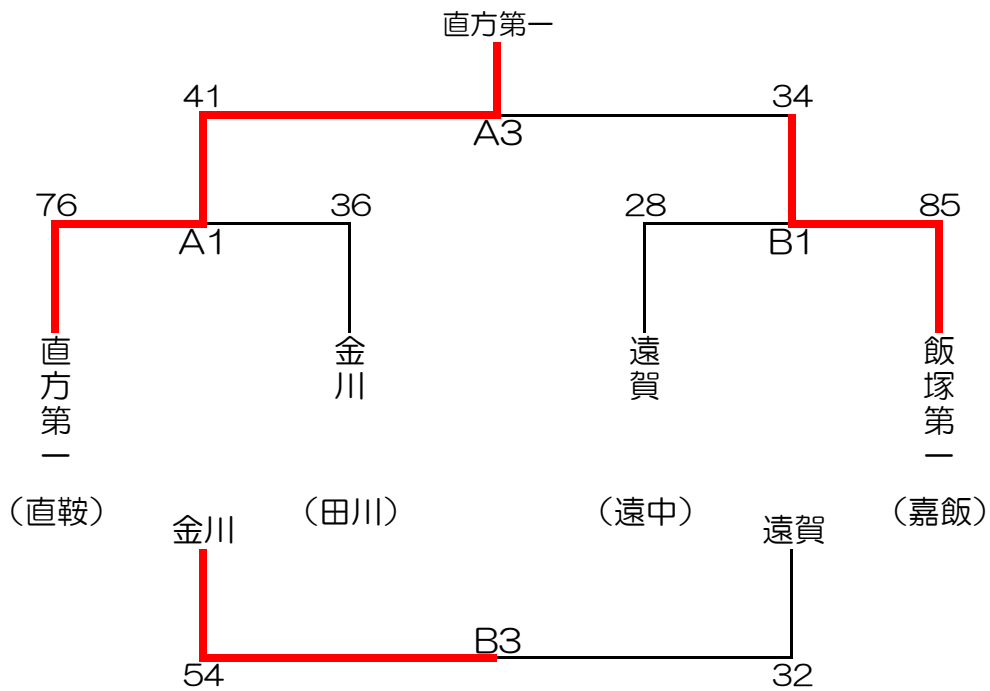 直方第一
41
34
A3
76
36
28
85
A1
B1
直方第一
金川
遠賀
飯塚第一
（直鞍）
（田川）
（遠中）
（嘉飯）
金川
遠賀
B3
54
32